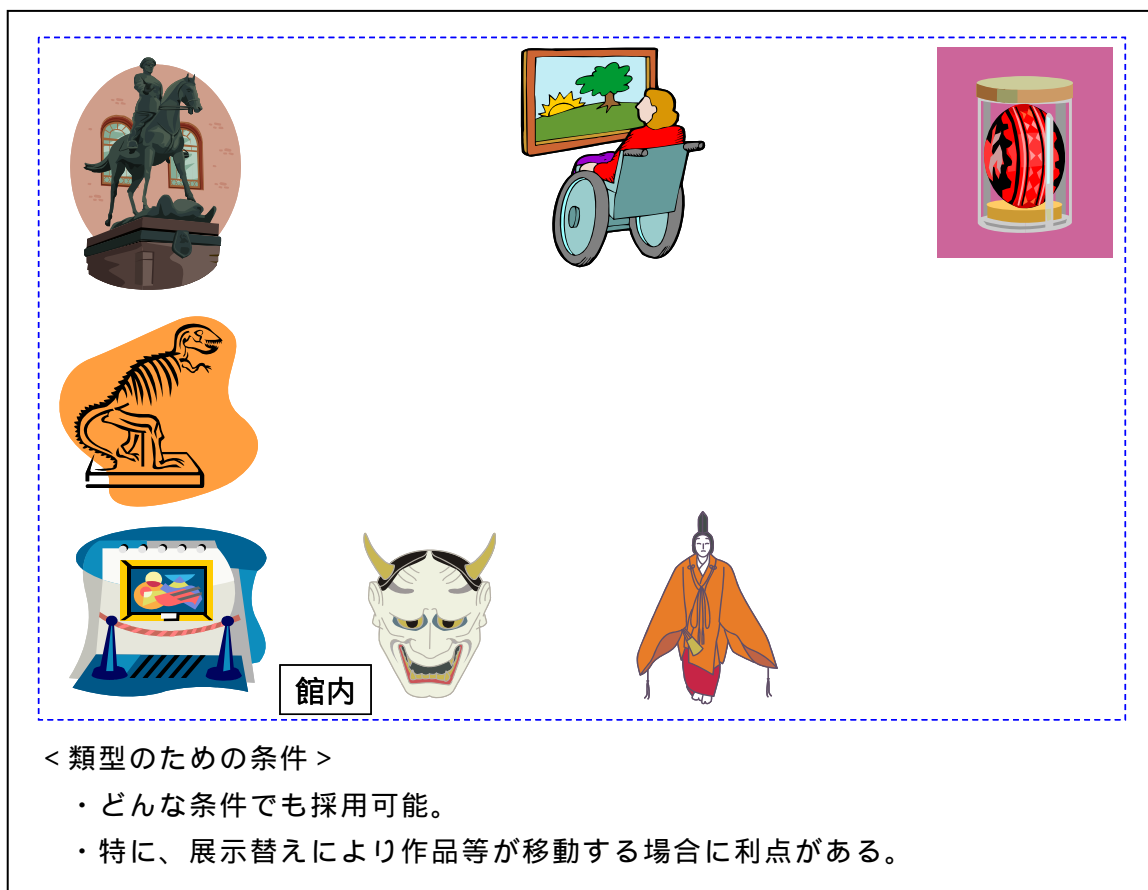 館内
<類型のための条件>
・どんな条件でも採用可能。
・特に、展示替えにより作品等が移動する場合に利点がある。